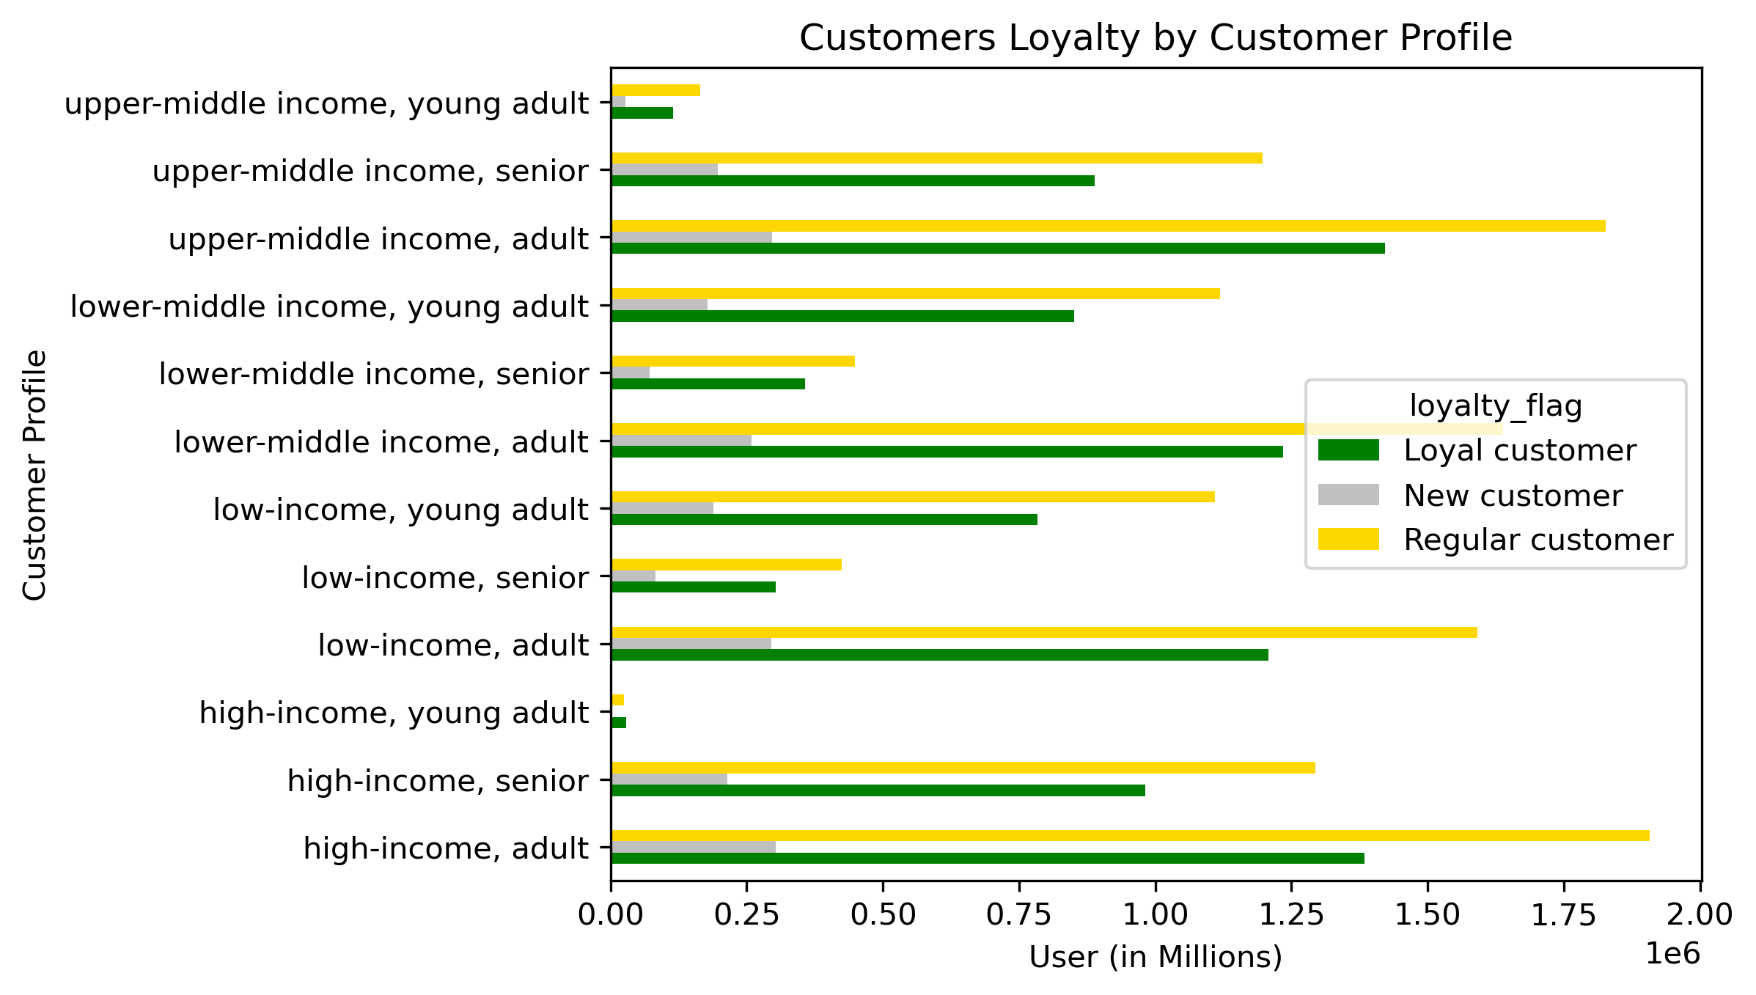 Customers Loyalty by Customer Profile
Customer Profile
upper-middle income, young adult
upper-middle income, senior
upper-middle income, adult
lower-middle income, young adult
lower-middle income, senior
lower-middle income, adult
low-income, young adult
low-income, senior
low-income, adult
high-income, young adult
high-income, senior
high-income, adult
loyalty_flag
Loyal customer
New customer
Regular customer
0.00 0.25 0.50 0.75 1.00 1.25 1.50 1.75 2.00
1e6
User (in Millions)